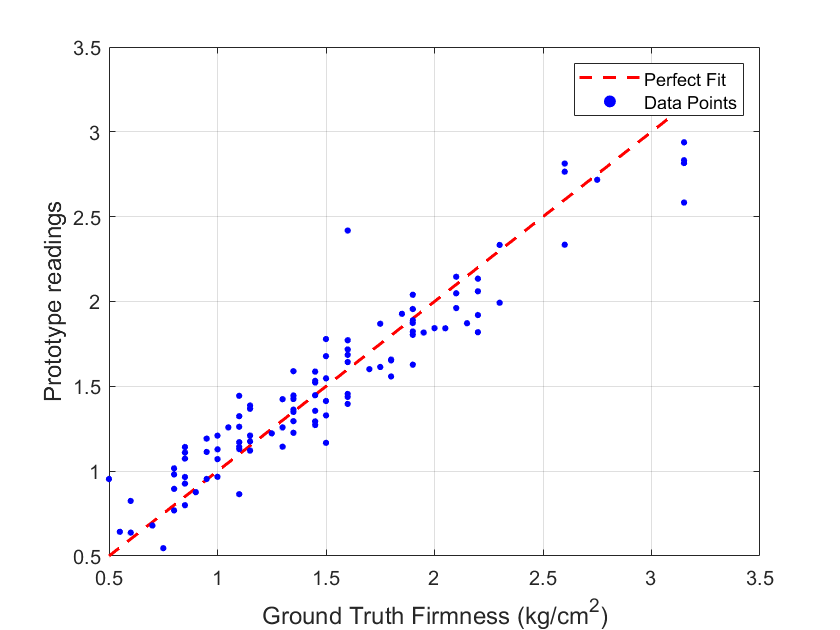 3.5
3
2.5
2
1.5
1
0.5
Prototype readings
Perfect Fit
Data Points
0.5 1 1.5 2 2.5 3 3.5
Ground Truth Firmness (kg/cm²)